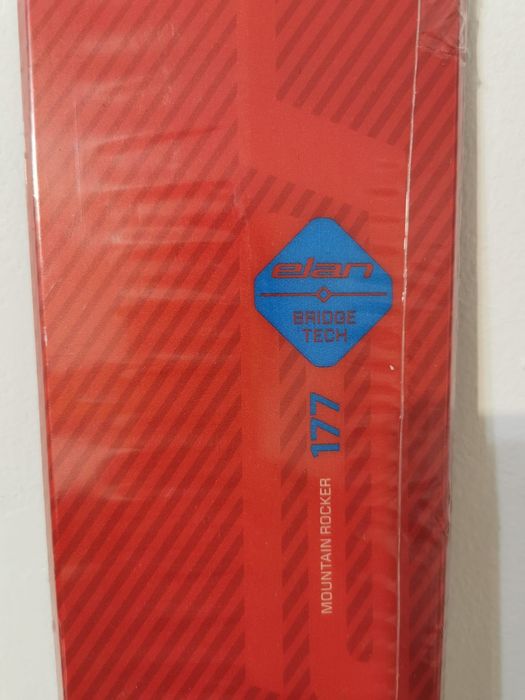 elan
BRIDGE
TECH
177
MOUNTAIN ROCKER